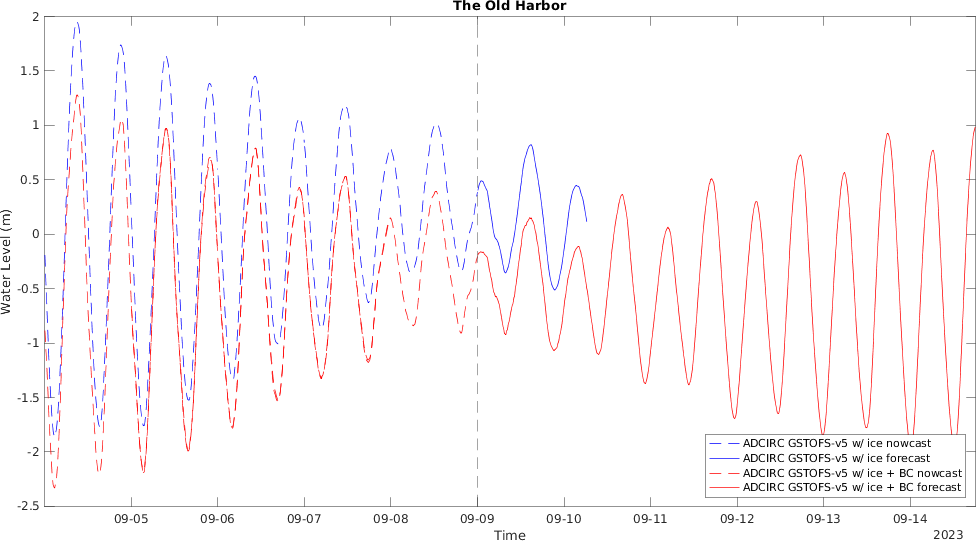 The Old Harbor
2
1.5
1
0.5
0
-0.5
-1
-1.5
-2
-2.5
Water Level (m)
ADCIRC GSTOFS-v5 w/ ice nowcast
ADCIRC GSTOFS-v5 w/ ice forecast
ADCIRC GSTOFS-v5 w/ ice + BC nowcast
ADCIRC GSTOFS-v5 w/ ice + BC forecast
09-05 09-06 09-07 09-08 09-09 09-10 09-11 09-12 09-13 09-14
Time
2023